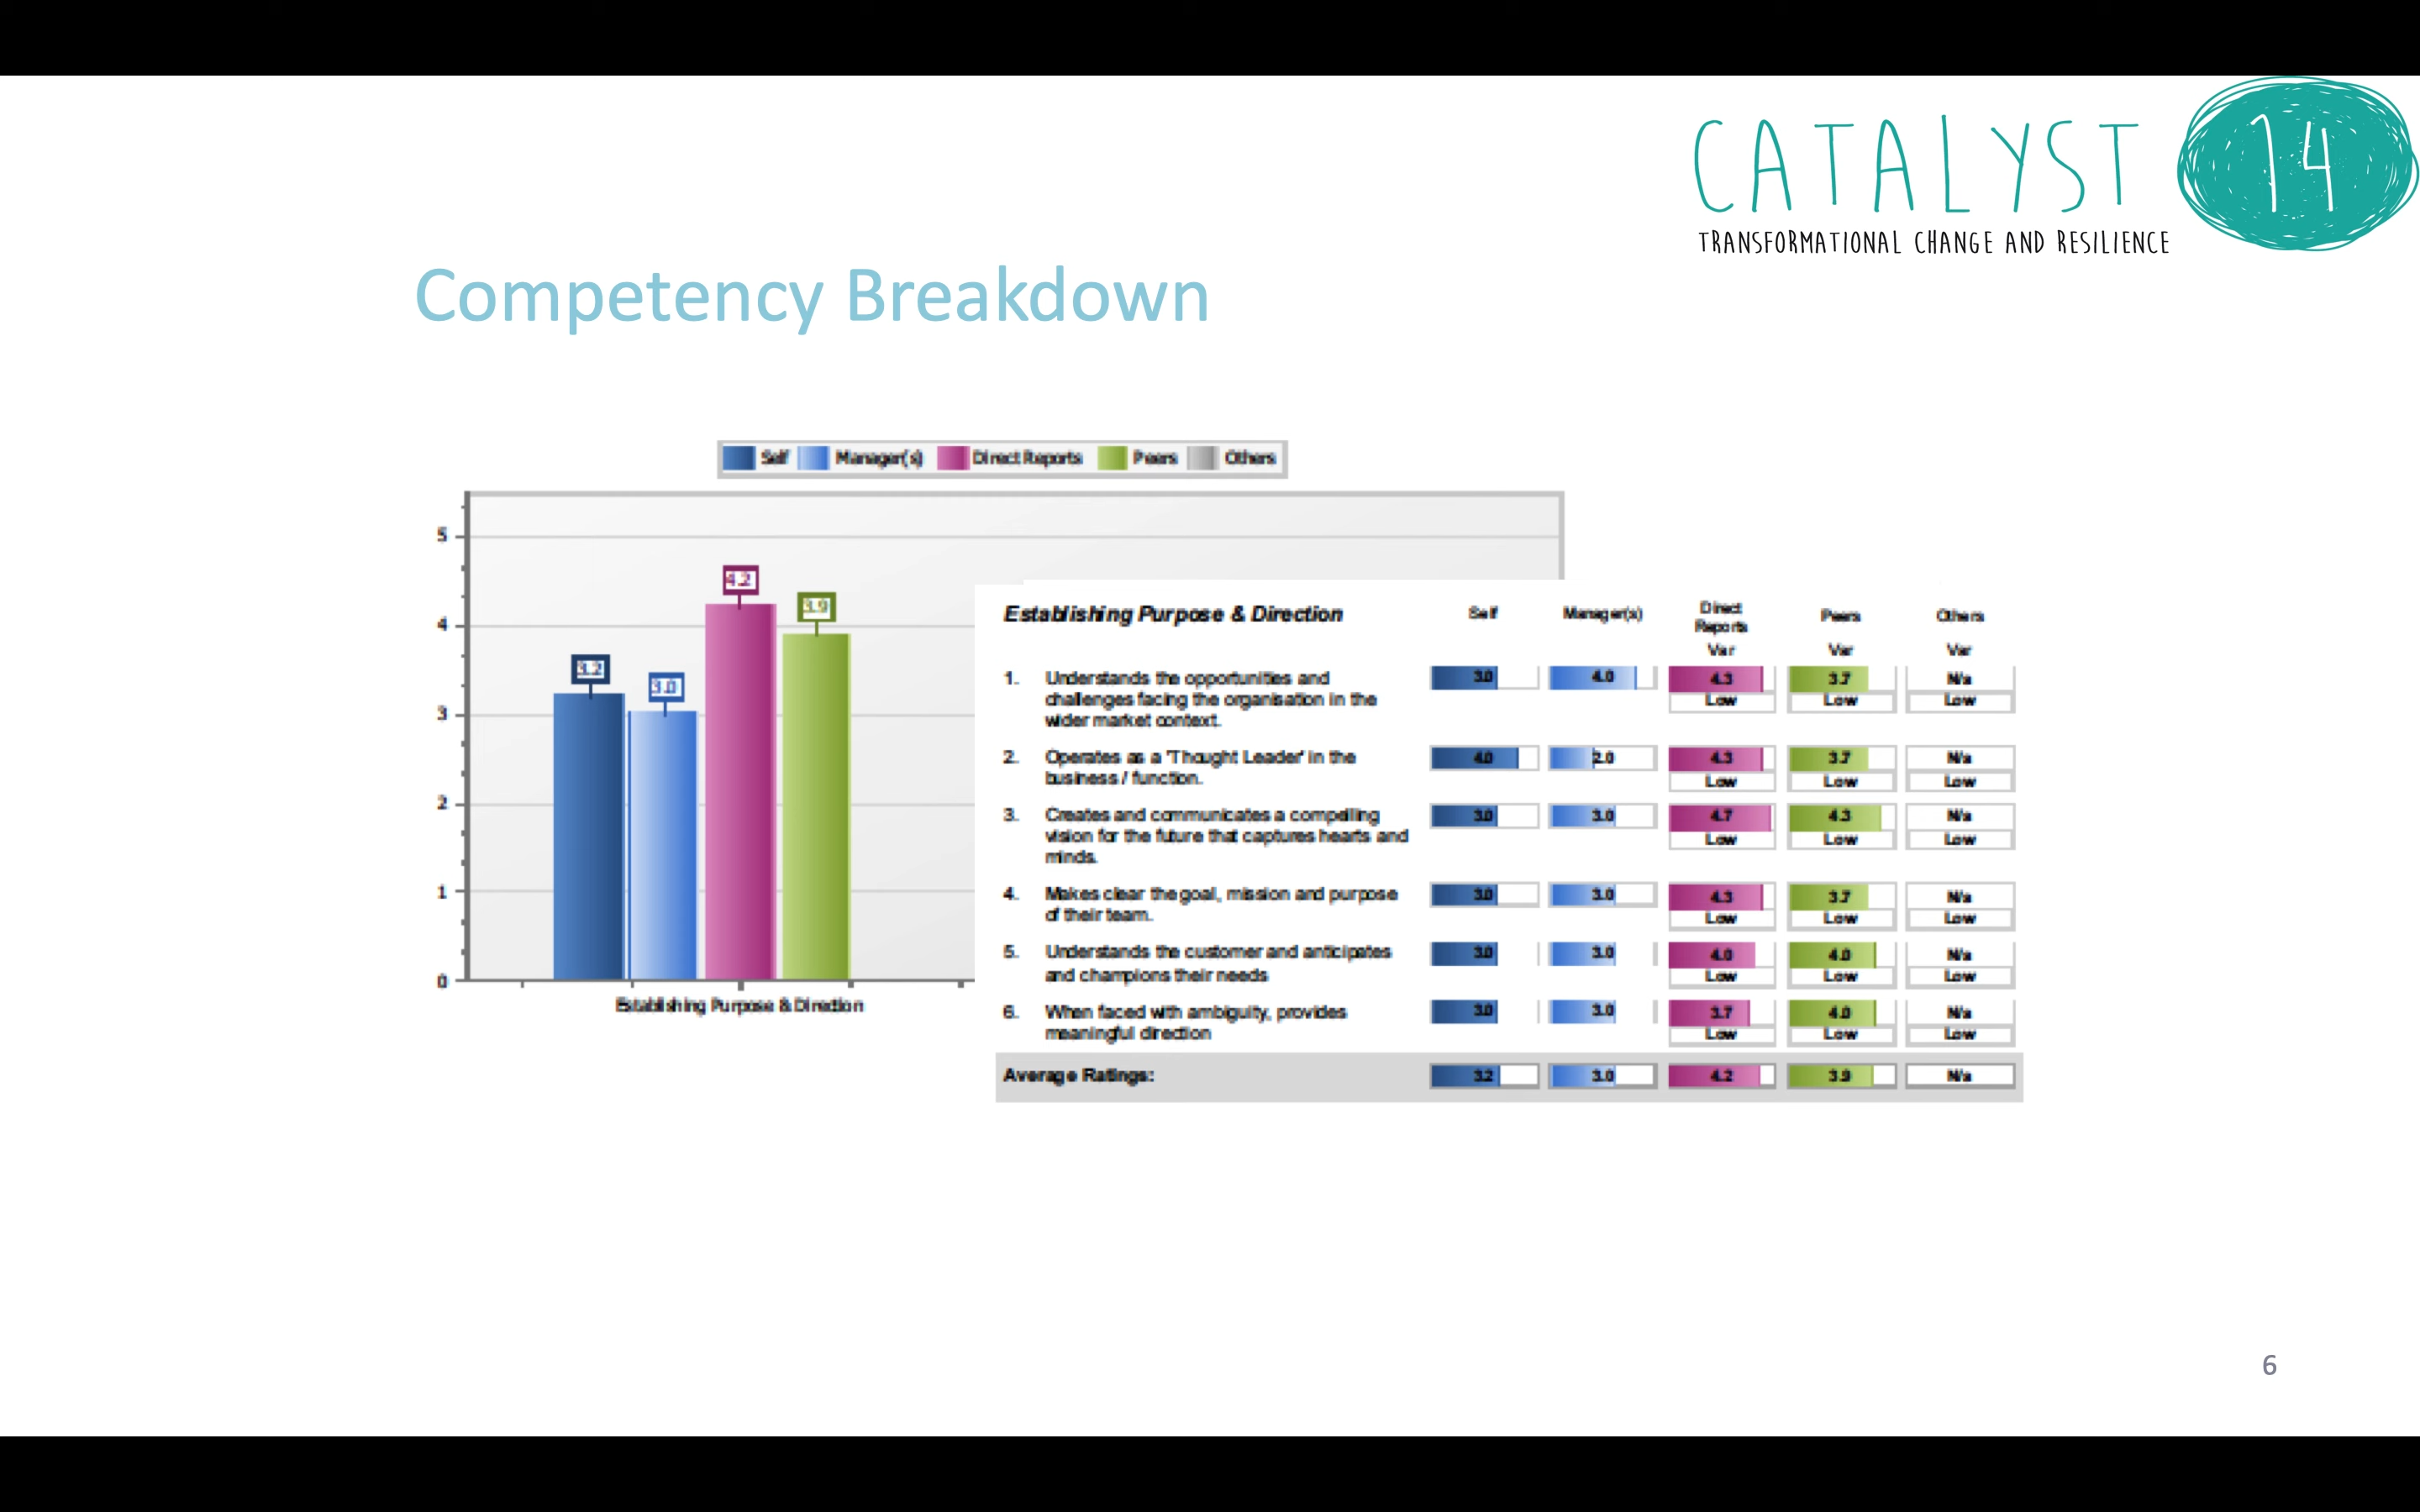 CATALYST 14
TRANSFORMATIONAL CHANGE AND RESILIENCE
Competency Breakdown
Self Manager(s) Direct Reports Peers Others
5
4
3
2
1
0
3.2
3.0
4.2
3.9
Establishing Purpose & Direction
Establishing Purpose & Direction Self Manager(s) Direct Reports Peers Others
Var Var Var
1. Understands the opportunities and 3.0 4.0 4.3 3.7 N/a
challenges facing the organisation in the Low Low Low
wider market context.
2. Operates as a 'Thought Leader' in the 4.0 2.0 4.3 3.7 N/a
business / function. Low Low Low
3. Creates and communicates a compelling 3.0 3.0 4.7 4.3 N/a
vision for the future that captures hearts and Low Low Low
minds.
4. Makes clear the goal, mission and purpose 3.0 3.0 4.3 3.7 N/a
of their team. Low Low Low
5. Understands the customer and anticipates 3.0 3.0 4.0 4.0 N/a
and champions their needs Low Low Low
6. When faced with ambiguity, provides 3.0 3.0 3.7 4.0 N/a
meaningful direction Low Low Low
Average Ratings: 3.2 3.0 4.2 3.9 N/a
6